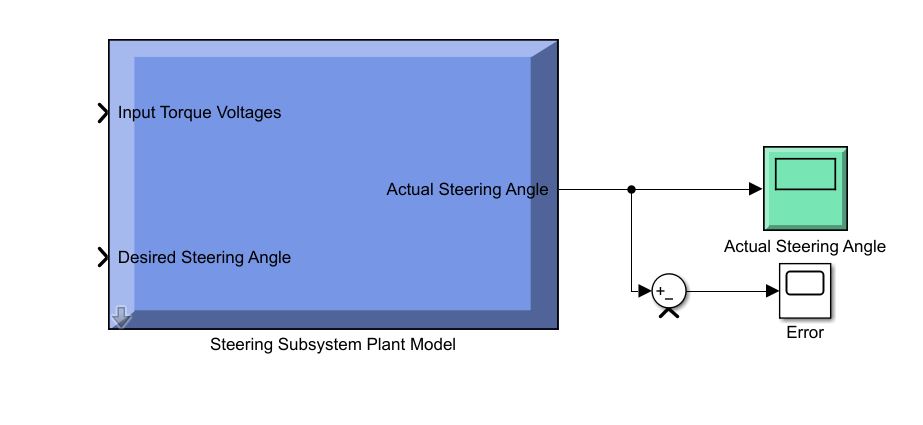 Input Torque Voltages
Actual Steering Angle
Desired Steering Angle
Steering Subsystem Plant Model
Actual Steering Angle
+
−
Error